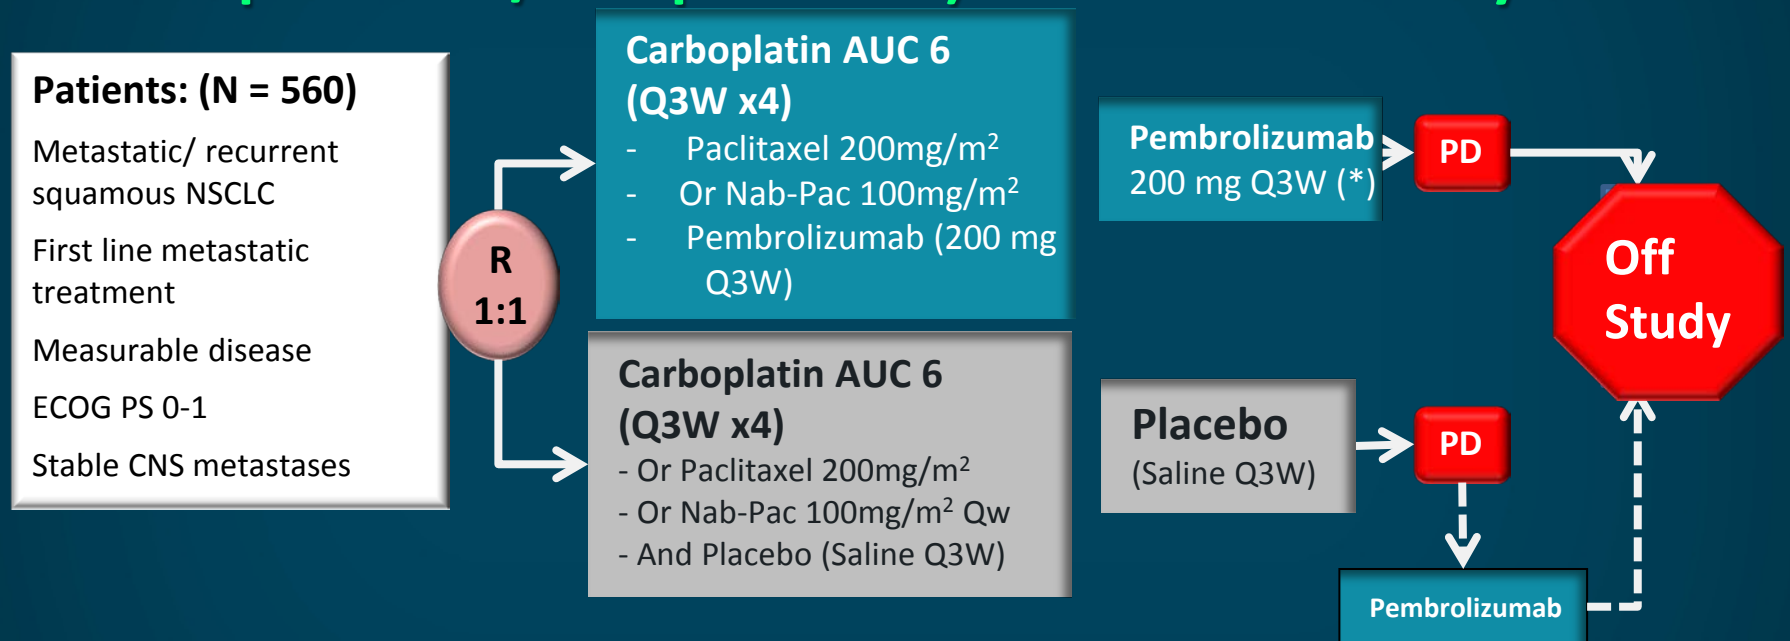 Patients: (N = 560)
Metastatic/ recurrent
squamous NSCLC
First line metastatic
treatment
Measurable disease
ECOG PS 0-1
Stable CNS metastases
R
1:1
Carboplatin AUC 6
(Q3W x4)
- Paclitaxel 200mg/m²
- Or Nab-Pac 100mg/m²
- Pembrolizumab (200 mg
Q3W)
Carboplatin AUC 6
(Q3W x4)
- Or Paclitaxel 200mg/m²
- Or Nab-Pac 100mg/m² Qw
- And Placebo (Saline Q3W)
Pembrolizumab
200 mg Q3W (*)
PD
Placebo
(Saline Q3W)
PD
Pembrolizumab
Off
Study